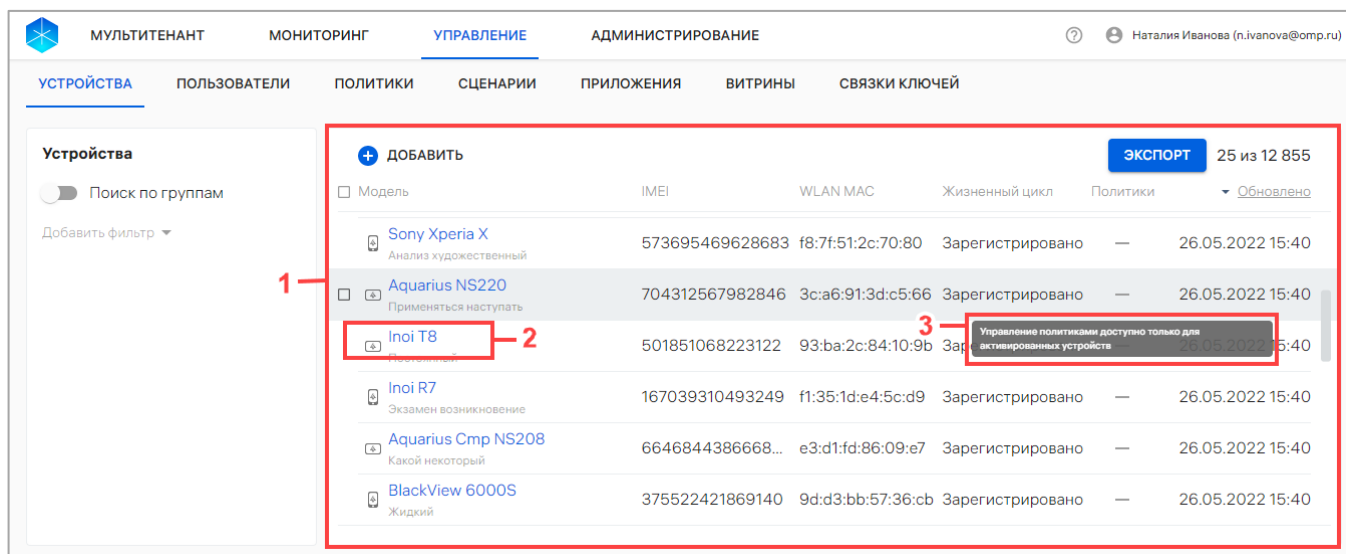 МУЛЬТИТЕНАНТ МОНИТОРИНГ УПРАВЛЕНИЕ АДМИНИСТРИРОВАНИЕ Наталия Иванова (n.ivanova@omp.ru)
УСТРОЙСТВА ПОЛЬЗОВАТЕЛИ ПОЛИТИКИ СЦЕНАРИИ ПРИЛОЖЕНИЯ ВИТРИНЫ СВЯЗКИ КЛЮЧЕЙ
Устройства
Поиск по группам
Добавить фильтр
ДОБАВИТЬ ЭКСПОРТ 25 из 12 855
Модель IMEI WLAN MAC Жизненный цикл Политики Обновлено
Sony Xperia X 573695469628683 f8:7f:51:2c:70:80 Зарегистрировано — 26.05.2022 15:40
Анализ художественный
1
Aquarius NS220 704312567982846 3c:a6:91:3d:c5:66 Зарегистрировано — 26.05.2022 15:40
Применяться наступать
Inoi T8 2 501851068223122 93:ba:2c:84:10:9b Зар 26.05.2022 15:40
3 Управление политиками доступно только для
активированных устройств
Inoi R7 167039310493249 f1:35:1d:e4:5c:d9 Зарегистрировано — 26.05.2022 15:40
Экзамен возникновение
Aquarius Cmp NS208 6646844386668... e3:d1:fd:86:09:e7 Зарегистрировано — 26.05.2022 15:40
Какой некоторый
BlackView 6000S 375522421869140 9d:d3:bb:57:36:cb Зарегистрировано — 26.05.2022 15:40
Жидкий